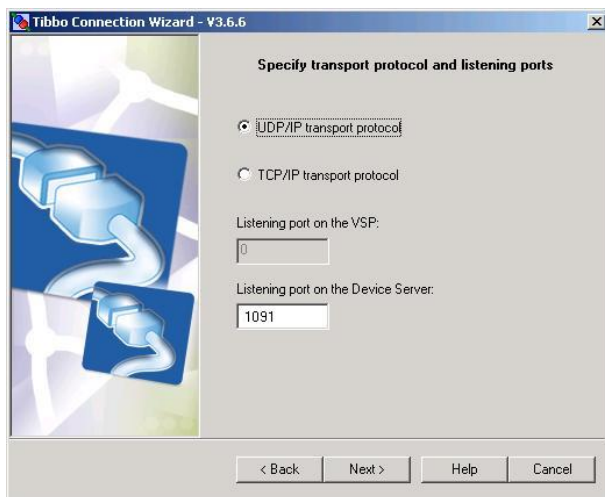 Tibbo Connection Wizard - V3.6.6
Specify transport protocol and listening ports
UDP/IP transport protocol
TCP/IP transport protocol
Listening port on the VSP:
0
Listening port on the Device Server:
1091
< Back
Next >
Help
Cancel